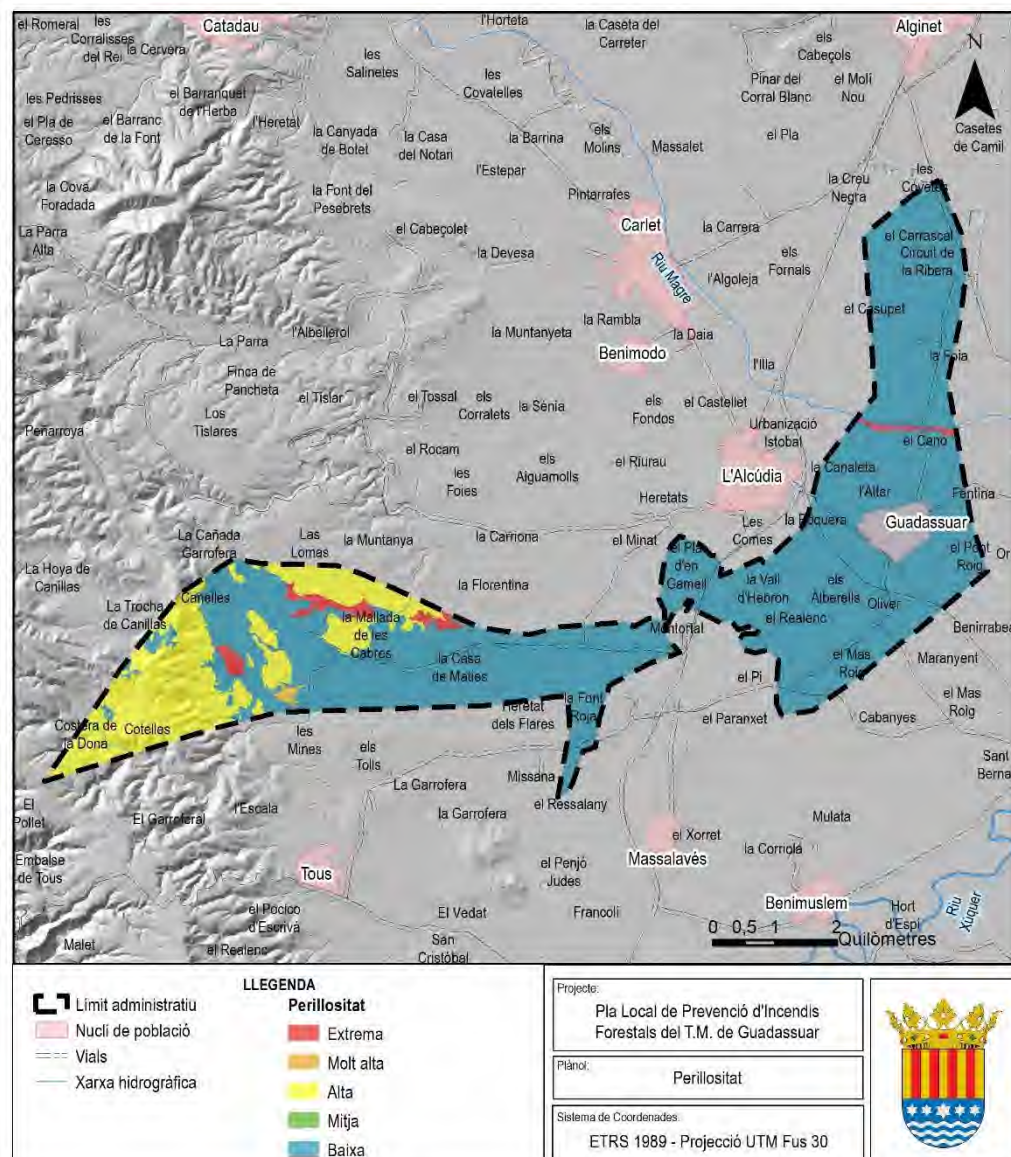 el Romeral
les
Corralisses
del Rei
la Cervera
Catadau
l'Horteta
la Caseta del
Carreter
Alginet
els
Cabeçols
les
Salinetes
les
Covatelles
Pinar del
Corral Blanc
el Molí
Nou
N
les Pedrisses
el Barranquet
de l'Herba
el Pla de
Ceresso
el Barranc
de la Font
l'Heretat
la Canyada
de Botet
la Casa
del Notari
la Barrina
els
Molins
Massalet
el Pla
Casetes
de Camil
l'Estepar
la Cova
Foradada
la Font del
Pesebrets
Pintarrafes
la Creu
Negra
les
Covetes
La Parra
Alta
el Cabeçolet
la Devesa
Carlet
la Carrera
els
Fornals
el Carrascal
Circuit de
la Ribera
Riu Magre
l'Algoleja
el Casupet
l'Albellerol
la Muntanyeta
la Rambla
la Daia
La Parra
Benimodo
l'Illa
la Foia
Finca de
Pancheta
el Tislar
el Tossal
els
Corralets
la Sénia
els
Fondos
el Castellet
Los
Tislares
Urbanizació
Istobal
Peñarroya
el Rocam
les
Foies
els
Aiguamolls
el Riurau
L'Alcúdia
el Cano
la Canaleta
l'Altar
Heretats
Fentina
La Cañada
Garrofera
Las
Lomas
la Muntanya
la Carriona
el Minat
Les
Comes
la Boquera
Guadassuar
La Hoya de
Canillas
la Florentina
el Pla
d'en
Gamell
el Pont
Roig
La Trocha
de Canillas
Canelles
la Mallada
de les
Cabres
la Vall
d'Hebron
els
Alberells
el Realenc
Oliver
Montortal
Benirrabea
la Casa
de Maties
el Mas
Roig
Maranyent
el Pi
Costera de
la Dona
Cotelles
Heretat
dels Flares
la Font
Roja
el Paranxet
Cabanyes
el Mas
Roig
les
Mines
els
Tolls
Missana
Sant
Berna
El
Pollet
El Garroferal
l'Escala
La Garrofera
la Garrofera
el Ressalany
Mulata
Embalse
de Tous
Tous
el Penjó
Judes
Massalavés
el Xorret
la Corriola
Benimuslem
el Pocico
d'Escrivà
El Vedat
Francoli
Hort
d'Espí
Riu
Xúquer
Malet
el Realenc
San
Cristóbal
0 0,5 1 2
Quilòmetres
LLEGENDA
Límit administratiu
Nucli de població
Vials
Xarxa hidrogràfica
Perillositat
Extrema
Molt alta
Alta
Mitja
Baixa
Projecte:
Pla Local de Prevenció d'Incendis
Forestals del T.M. de Guadassuar
Plànol:
Perillositat
Sistema de Coordenades:
ETRS 1989 - Projecció UTM Fus 30